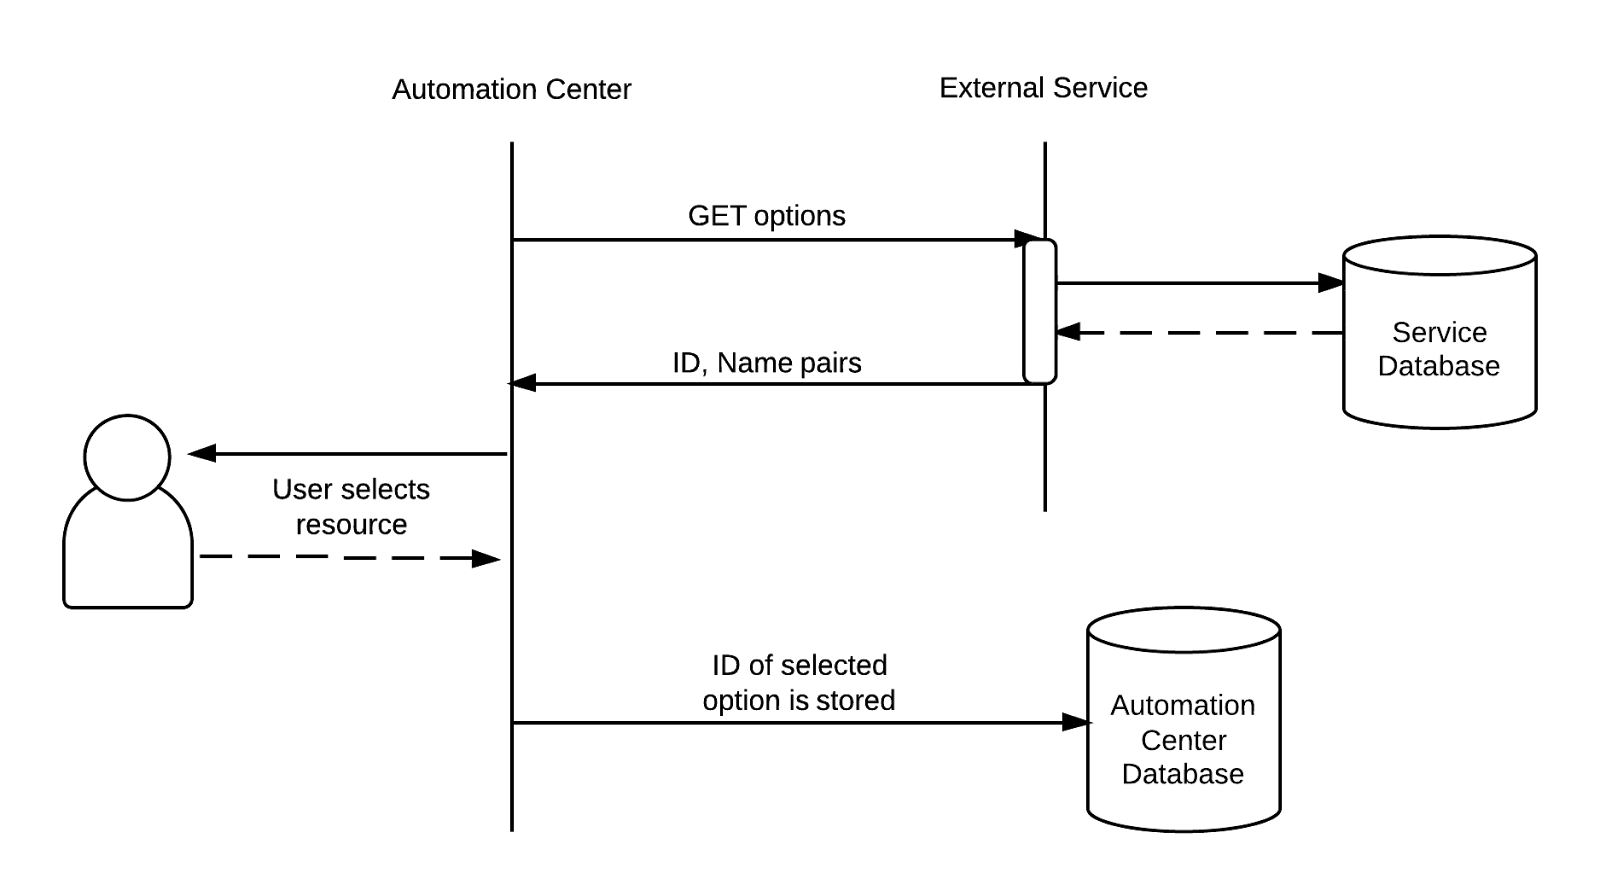 Automation Center
External Service
GET options
Service
Database
ID, Name pairs
User selects
resource
ID of selected
option is stored
Automation
Center
Database